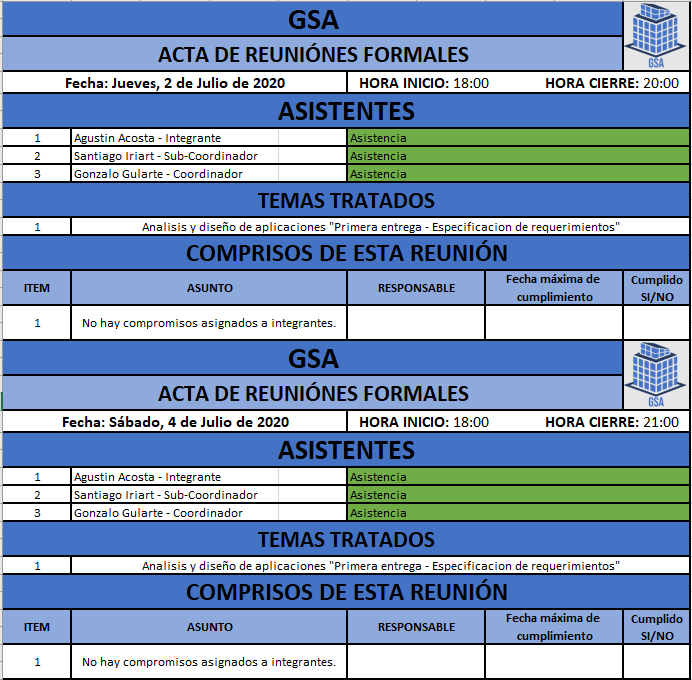 GSA
GSA
ACTA DE REUNIÓNES FORMALES
Fecha: Jueves, 2 de Julio de 2020 HORA INICIO: 18:00 HORA CIERRE: 20:00
ASISTENTES
1 Agustin Acosta - Integrante Asistencia
2 Santiago Iriart - Sub-Coordinador Asistencia
3 Gonzalo Gularte - Coordinador Asistencia
TEMAS TRATADOS
1 Analisis y diseño de aplicaciones "Primera entrega - Especificacion de requerimientos"
COMPRISOS DE ESTA REUNIÓN
ITEM ASUNTO RESPONSABLE Fecha máxima de cumplimiento Cumplido SI/NO
1 No hay compromisos asignados a integrantes.
GSA
GSA
ACTA DE REUNIÓNES FORMALES
Fecha: Sábado, 4 de Julio de 2020 HORA INICIO: 18:00 HORA CIERRE: 21:00
ASISTENTES
1 Agustin Acosta - Integrante Asistencia
2 Santiago Iriart - Sub-Coordinador Asistencia
3 Gonzalo Gularte - Coordinador Asistencia
TEMAS TRATADOS
1 Analisis y diseño de aplicaciones "Primera entrega - Especificacion de requerimientos"
COMPRISOS DE ESTA REUNIÓN
ITEM ASUNTO RESPONSABLE Fecha máxima de cumplimiento Cumplido SI/NO
1 No hay compromisos asignados a integrantes.